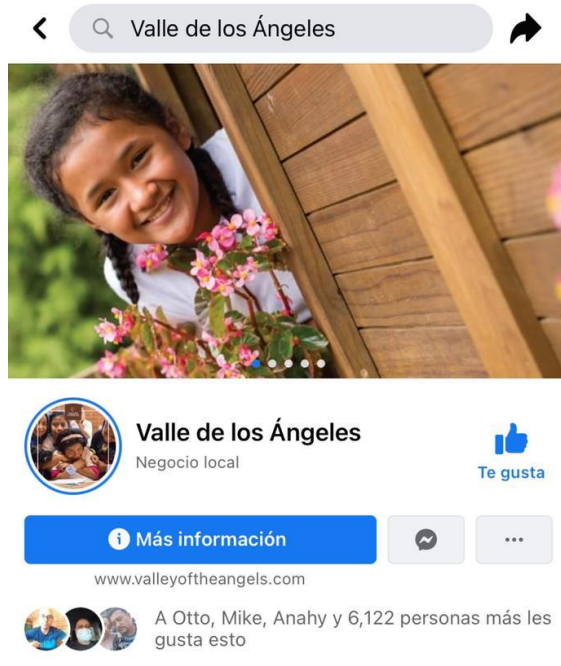 Valle de los Ángeles
Valle de los Ángeles
Negocio local
Te gusta
Más información
www.valleyoftheangels.com
A Otto, Mike, Anahy y 6,122 personas más les
gusta esto